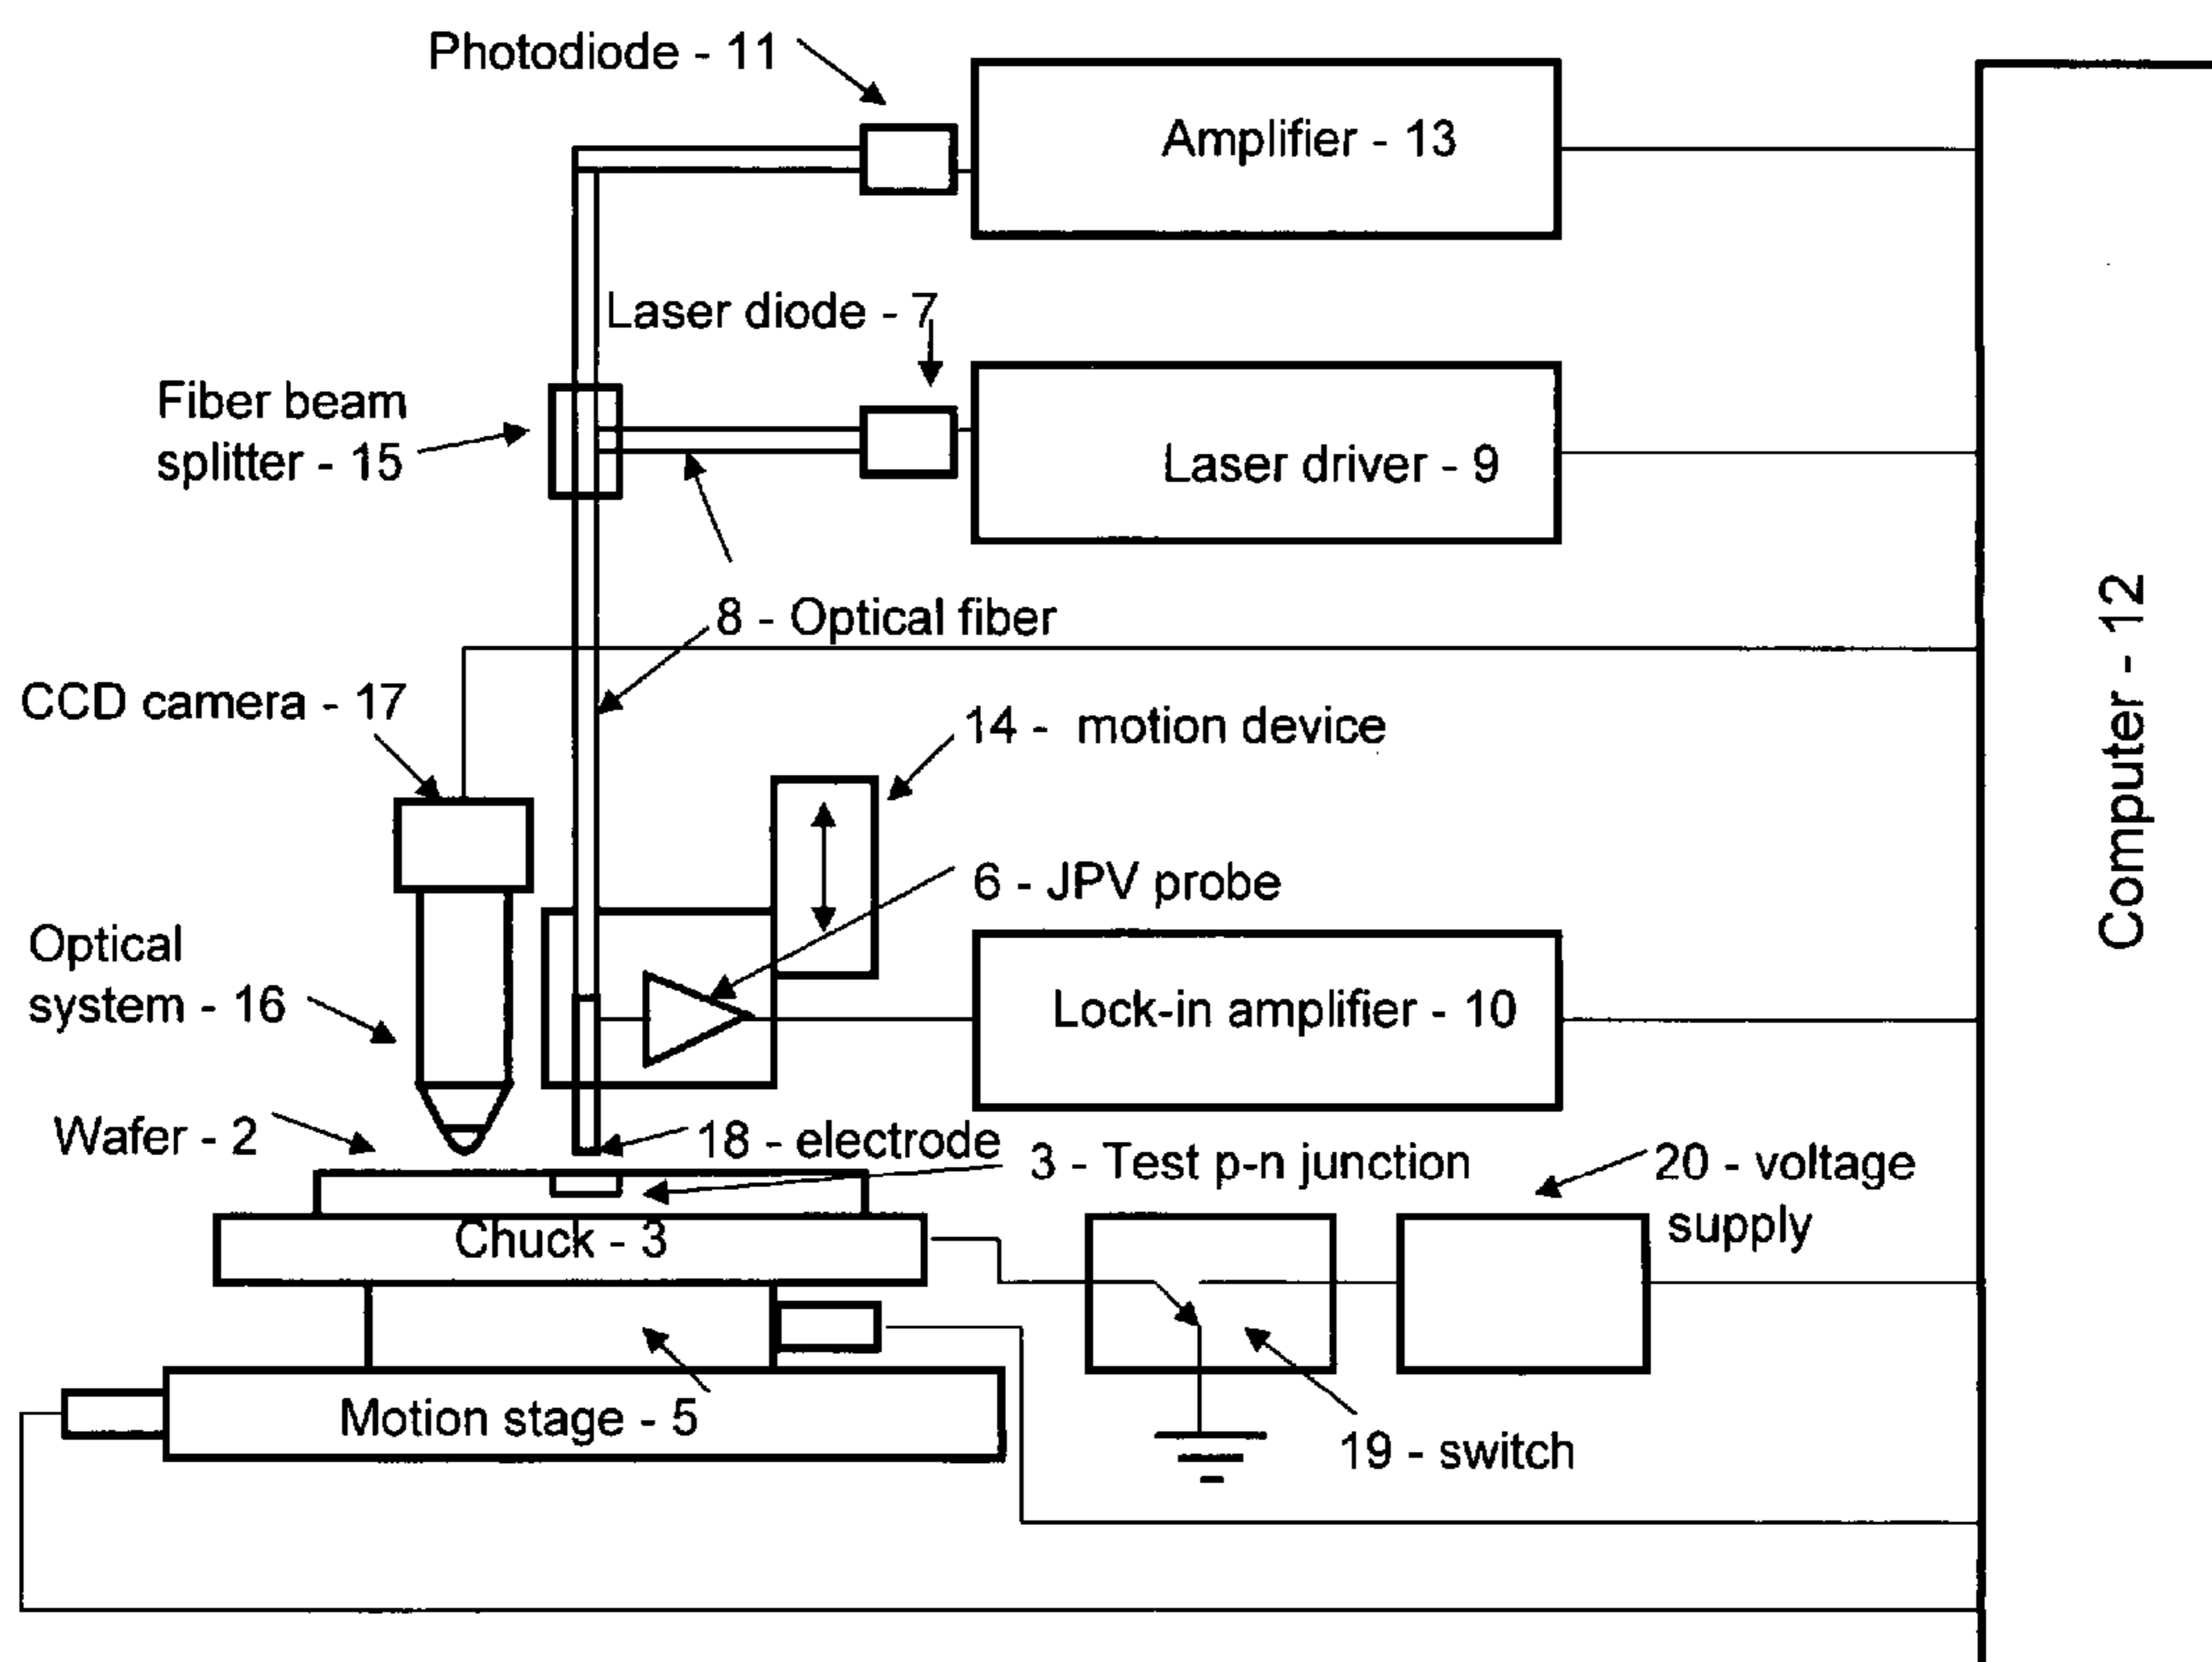 Photodiode - 11
Amplifier - 13
Laser diode - 7
Fiber beam
splitter - 15
Laser driver - 9
8 - Optical fiber
Computer - 12
CCD camera - 17
14 - motion device
6 - JPV probe
Optical
system - 16
Lock-in amplifier - 10
Wafer - 2
18 - electrode
3 - Test p-n junction
20 - voltage
supply
Chuck - 3
Motion stage - 5
19 - switch